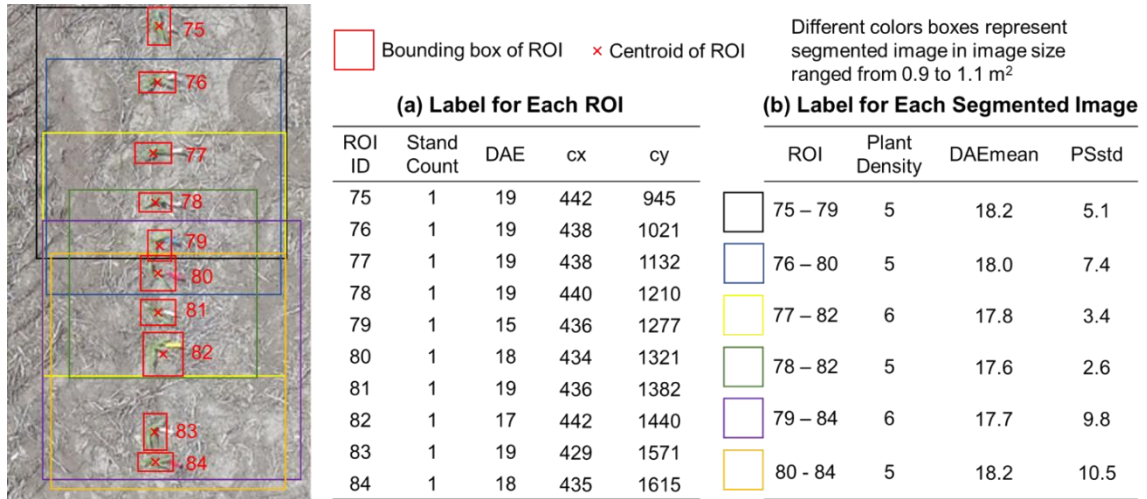 75
76
77
78
79
80
81
82
83
84
Bounding box of ROI
× Centroid of ROI
Different colors boxes represent
segmented image in image size
ranged from 0.9 to 1.1 m²
(a) Label for Each ROI
ROI ID Stand Count DAE cx cy
75 1 19 442 945
76 1 19 438 1021
77 1 19 438 1132
78 1 19 440 1210
79 1 15 436 1277
80 1 18 434 1321
81 1 19 436 1382
82 1 17 442 1440
83 1 19 429 1571
84 1 18 435 1615
(b) Label for Each Segmented Image
ROI Plant Density DAEmean PSstd
75 – 79 5 18.2 5.1
76 – 80 5 18.0 7.4
77 – 82 6 17.8 3.4
78 – 82 5 17.6 2.6
79 – 84 6 17.7 9.8
80 - 84 5 18.2 10.5